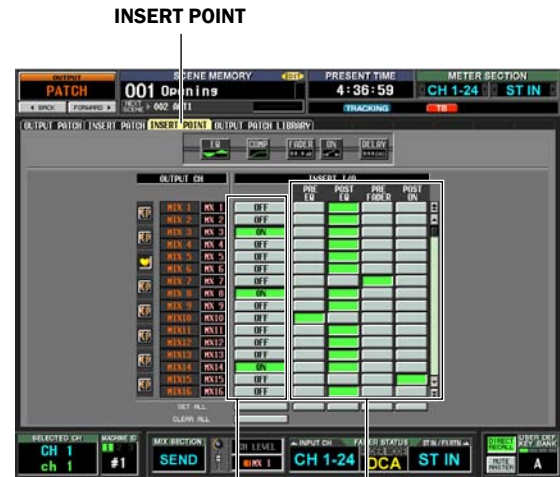 INSERT POINT
OUTPUT
PATCH
BACK
FORWARD
SCENE MEMORY
EDIT
001 Opening
NEXT SCENE
002 ACT1
PRESENT TIME
4:36:59
TRACKING
METER SECTION
CH 1-24
ST IN
TB
OUTPUT PATCH
INSERT PATCH
INSERT POINT
OUTPUT PATCH LIBRARY
EQ
COMP
FADER
ON
DELAY
OUTPUT CH
INSERT I/O
PRE EQ
POST EQ
PRE FADER
POST ON
MIX 1 MX 1 OFF
MIX 2 MX 2 OFF
MIX 3 MX 3 ON
MIX 4 MX 4 OFF
MIX 5 MX 5 OFF
MIX 6 MX 6 OFF
MIX 7 MX 7 OFF
MIX 8 MX 8 ON
MIX 9 MX 9 OFF
MIX10 MX10 OFF
MIX11 MX11 OFF
MIX12 MX12 OFF
MIX13 MX13 OFF
MIX14 MX14 ON
MIX15 MX15 OFF
MIX16 MX16 OFF
SET ALL
CLEAR ALL
SELECTED CH
CH 1
ch 1
MACHINE ID
#1
MIX SECTION
SEND
CH LEVEL
MX 1
INPUT CH
CH 1-24
FADER STATUS
DCA
ST IN/FXRTN
ST IN
DIRECT RECALL
MUTE MASTER
USER DEF KEY BANK
A